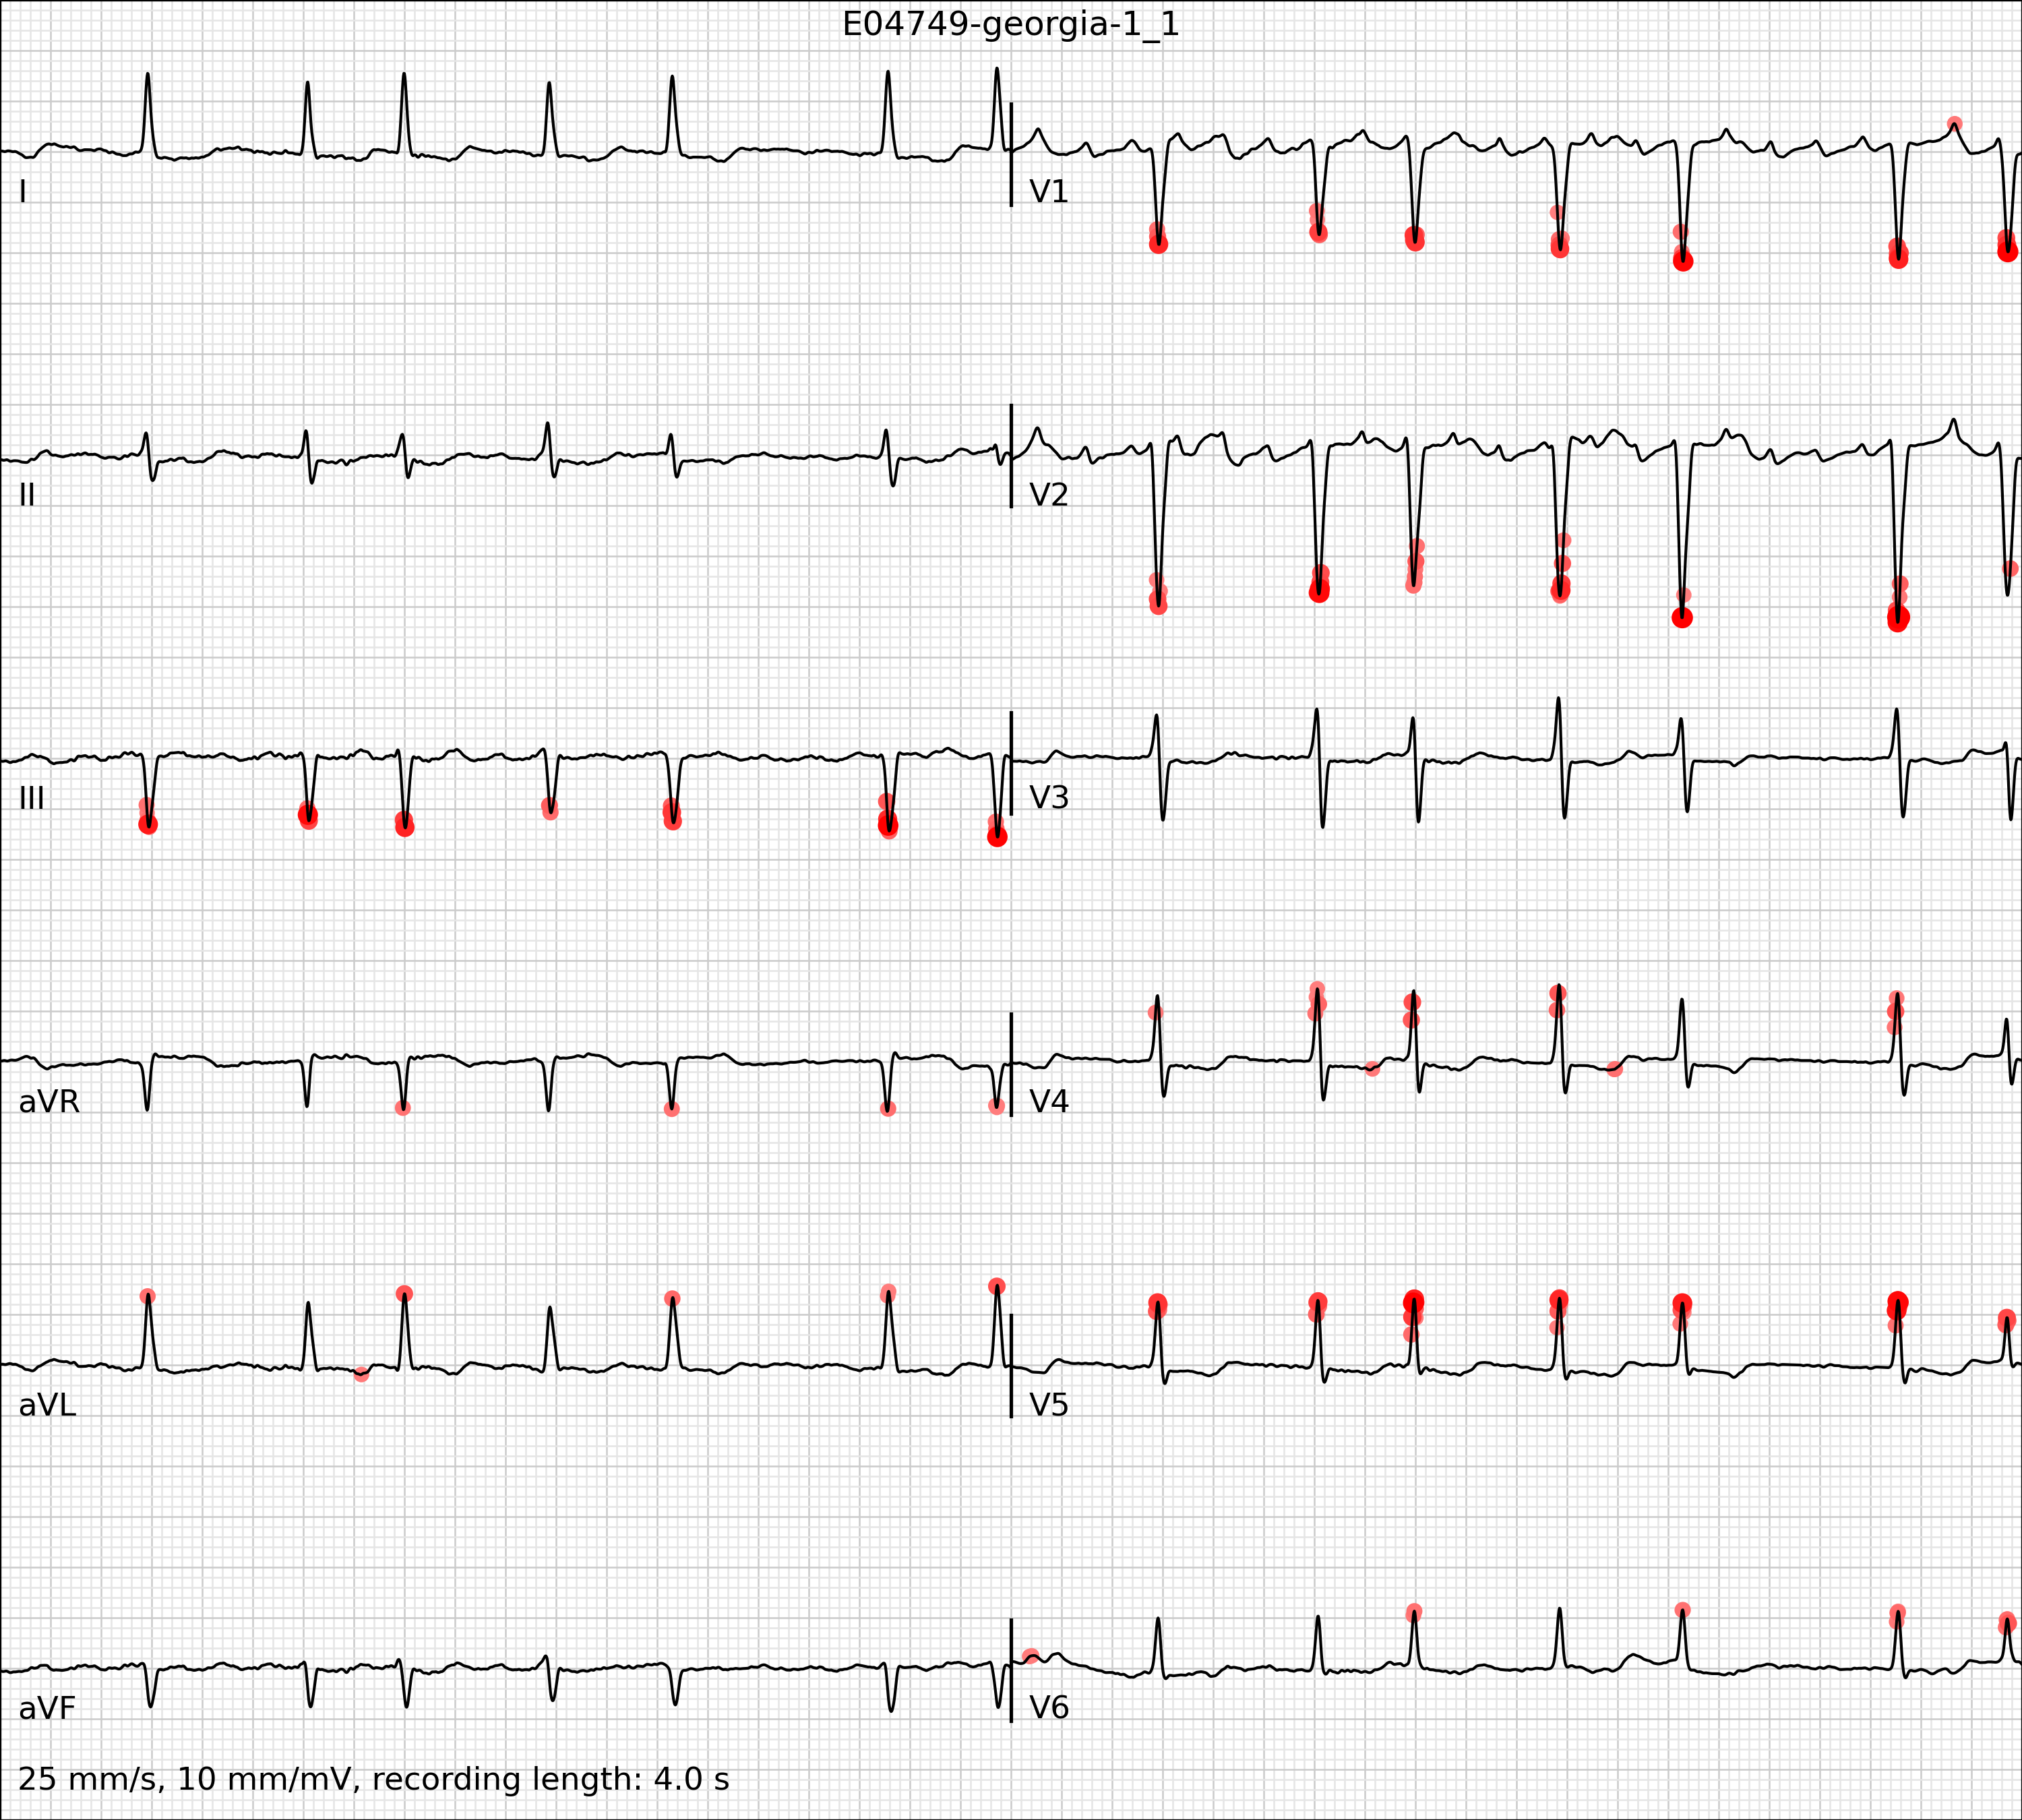 E04749-georgia-1_1
I
V1
II
V2
III
V3
aVR
V4
aVL
V5
aVF
V6
25 mm/s, 10 mm/mV, recording length: 4.0 s